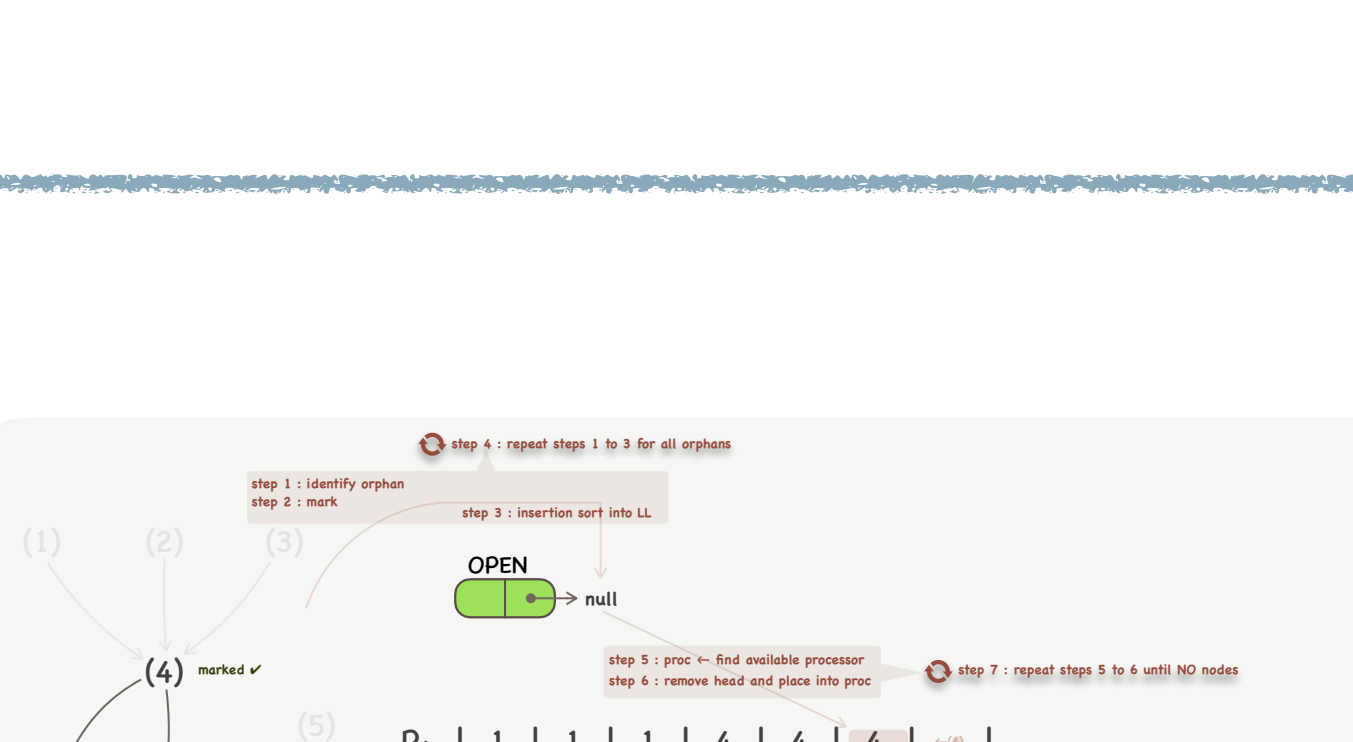 step 4 : repeat steps 1 to 3 for all orphans
step 1 : identify orphan
step 2 : mark
step 3 : insertion sort into LL
(1) (2) (3)
OPEN
null
step 5 : proc ← find available processor
step 6 : remove head and place into proc
step 7 : repeat steps 5 to 6 until NO nodes
(4) marked ✔
(5)
1 1 1 4 4 4